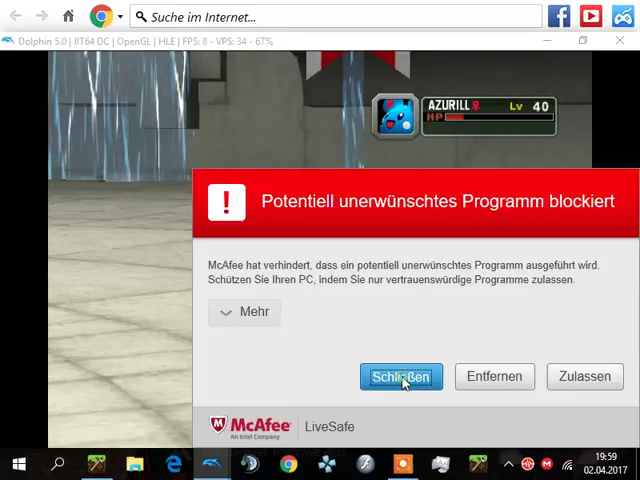 Suche im Internet...
Dolphin 5.0 | JIT64 DC | OpenGL | HLE | FPS: 8 - VPS: 34 - 67%
AZURILL♀ Lv 40
HP
Potentiell unerwünschtes Programm blockiert
McAfee hat verhindert, dass ein potentiell unerwünschtes Programm ausgeführt wird.
Schützen Sie Ihren PC, indem Sie nur vertrauenswürdige Programme zulassen.
Mehr
Schließen Entfernen Zulassen
McAfee LiveSafe
An Intel Company
19:59
02.04.2017